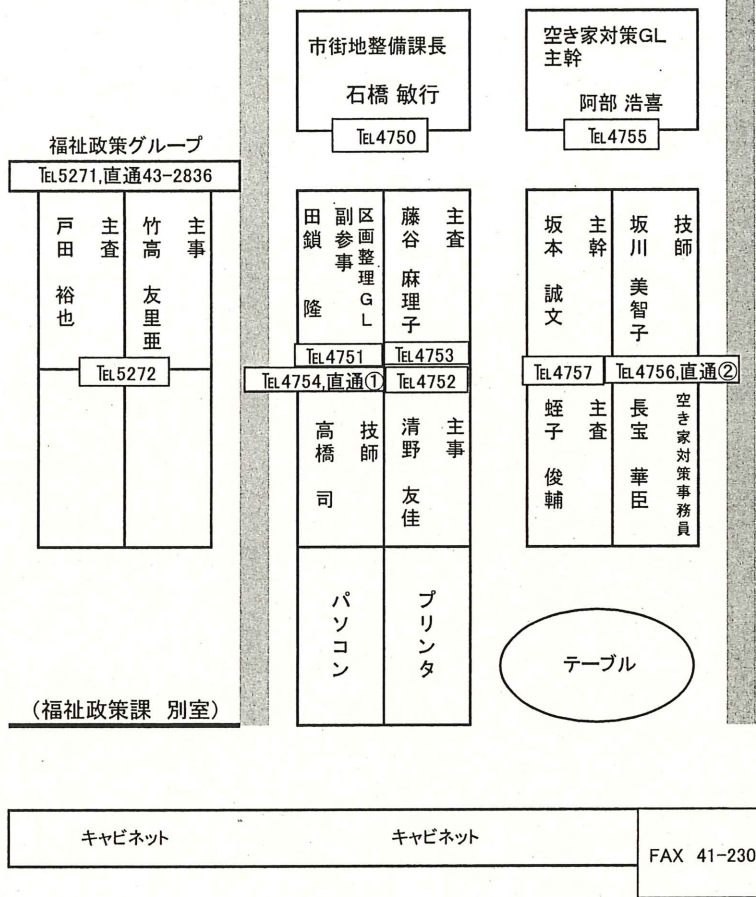 市街地整備課長
石橋 敏行
℡4750
空き家対策GL
主幹
阿部 浩喜
℡4755
福祉政策グループ
℡5271,直通43-2836
主事
竹高 友里亜
主査
戸田 裕也
℡5272
主査
藤谷 麻理子
区画整理GL
副参事
田鎖 隆
℡4751
℡4753
℡4754,直通①
℡4752
主事
清野 友佳
技師
高橋 司
プリンタ
パソコン
技師
坂川 美智子
主幹
坂本 誠文
℡4757
℡4756,直通②
空き家対策事務員
長宝 華臣
主査
蛭子 俊輔
テーブル
(福祉政策課 別室)
キャビネット
キャビネット
FAX 41-230